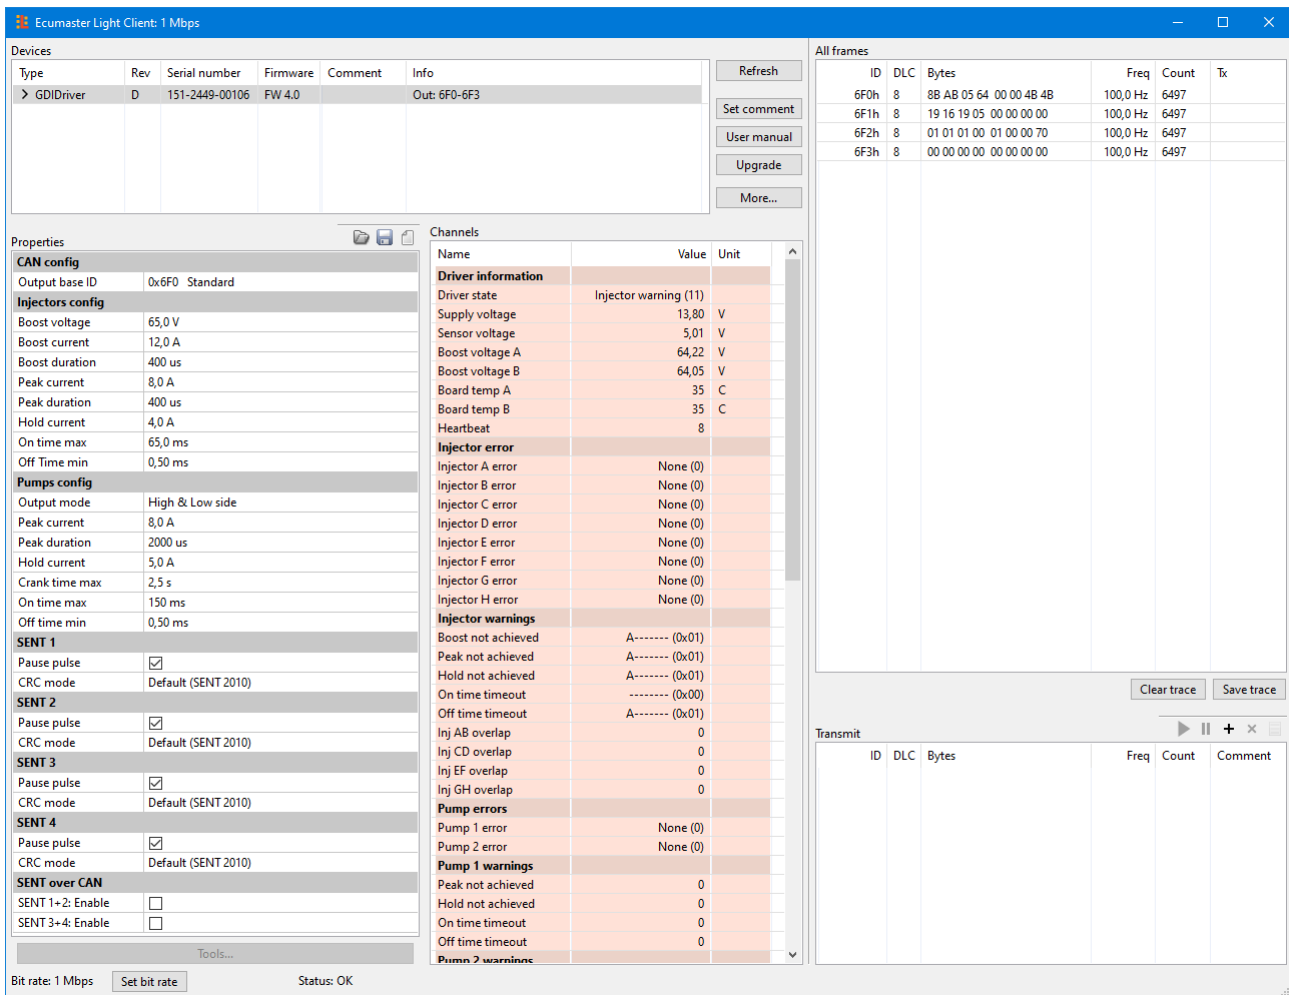 Ecumaster Light Client: 1 Mbps
Devices
Type Rev Serial number Firmware Comment Info
GDIDriver D 151-2449-00106 FW 4.0 Out: 6F0-6F3
Refresh
Set comment
User manual
Upgrade
More...
Properties
CAN config
Output base ID 0x6F0 Standard
Injectors config
Boost voltage 65,0 V
Boost current 12,0 A
Boost duration 400 us
Peak current 8,0 A
Peak duration 400 us
Hold current 4,0 A
On time max 65,0 ms
Off Time min 0,50 ms
Pumps config
Output mode High & Low side
Peak current 8,0 A
Peak duration 2000 us
Hold current 5,0 A
Crank time max 2,5 s
On time max 150 ms
Off time min 0,50 ms
SENT 1
Pause pulse
CRC mode Default (SENT 2010)
SENT 2
Pause pulse
CRC mode Default (SENT 2010)
SENT 3
Pause pulse
CRC mode Default (SENT 2010)
SENT 4
Pause pulse
CRC mode Default (SENT 2010)
SENT over CAN
SENT 1+2: Enable
SENT 3+4: Enable
Tools...
Bit rate: 1 Mbps Set bit rate Status: OK
Channels
Name Value Unit
Driver information
Driver state Injector warning (11)
Supply voltage 13,80 V
Sensor voltage 5,01 V
Boost voltage A 64,22 V
Boost voltage B 64,05 V
Board temp A 35 C
Board temp B 35 C
Heartbeat 8
Injector error
Injector A error None (0)
Injector B error None (0)
Injector C error None (0)
Injector D error None (0)
Injector E error None (0)
Injector F error None (0)
Injector G error None (0)
Injector H error None (0)
Injector warnings
Boost not achieved A------- (0x01)
Peak not achieved A------- (0x01)
Hold not achieved A------- (0x01)
On time timeout -------- (0x00)
Off time timeout A------- (0x01)
Inj AB overlap 0
Inj CD overlap 0
Inj EF overlap 0
Inj GH overlap 0
Pump errors
Pump 1 error None (0)
Pump 2 error None (0)
Pump 1 warnings
Peak not achieved 0
Hold not achieved 0
On time timeout 0
Off time timeout 0
Pump 2 warnings
All frames
ID DLC Bytes Freq Count Tx
6F0h 8 8B AB 05 64 00 00 4B 4B 100,0 Hz 6497
6F1h 8 19 16 19 05 00 00 00 00 100,0 Hz 6497
6F2h 8 01 01 01 00 01 00 00 70 100,0 Hz 6497
6F3h 8 00 00 00 00 00 00 00 00 100,0 Hz 6497
Clear trace Save trace
Transmit
ID DLC Bytes Freq Count Comment